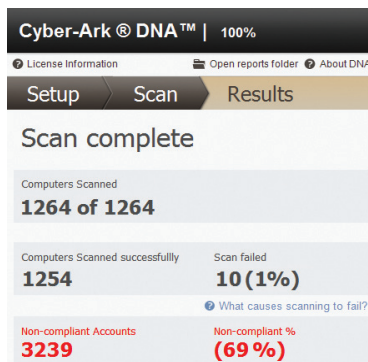 Cyber-Ark ® DNA™ | 100%
License Information Open reports folder About DNA
Setup Scan Results
Scan complete
Computers Scanned
1264 of 1264
Computers Scanned successfullly Scan failed
1254 10 (1%)
What causes scanning to fail?
Non-compliant Accounts Non-compliant %
3239 (69 %)